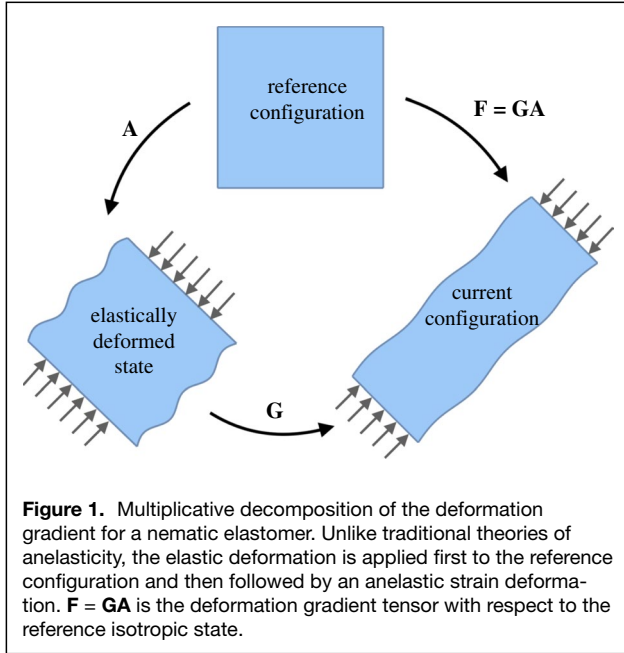 reference
configuration
A
F = GA
elastically
deformed
state
current
configuration
G
Figure 1. Multiplicative decomposition of the deformation
gradient for a nematic elastomer. Unlike traditional theories of
anelasticity, the elastic deformation is applied first to the reference
configuration and then followed by an anelastic strain deforma-
tion. F = GA is the deformation gradient tensor with respect to the
reference isotropic state.